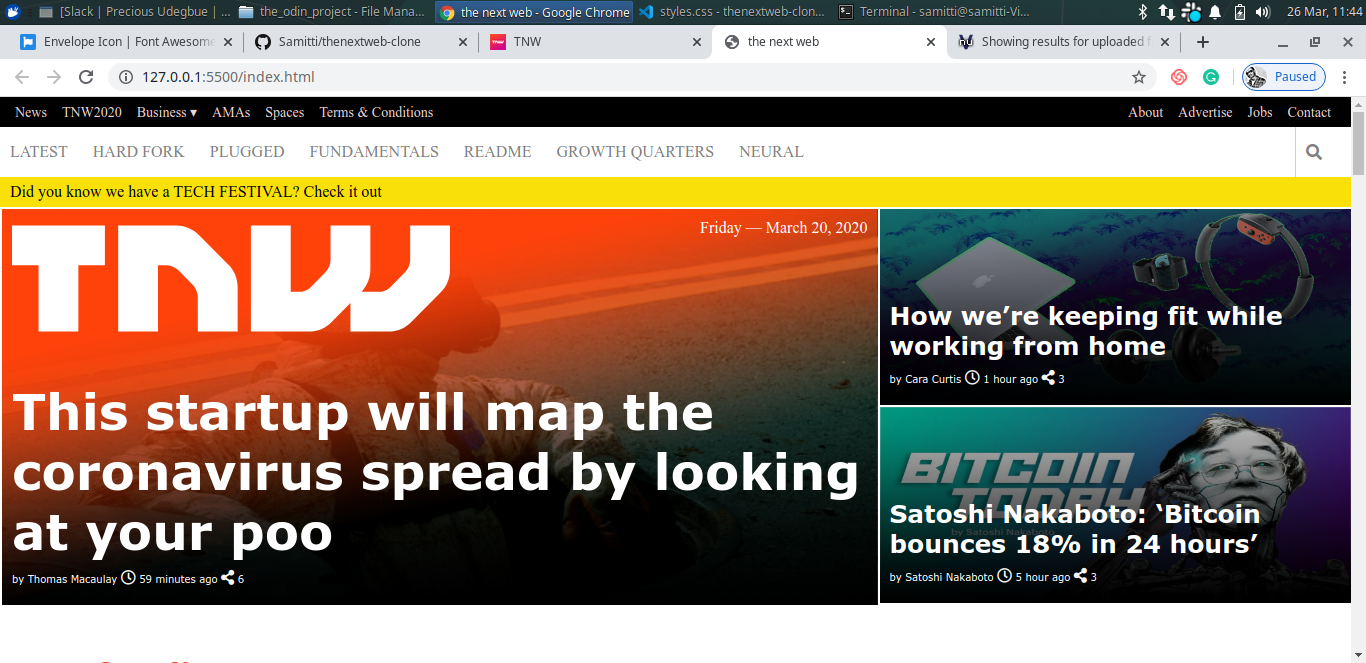 [Slack | Precious Udegbue | ...
the_odin_project - File Mana...
the next web - Google Chrome
styles.css - thenextweb-clon...
Terminal - samitti@samitti-Vi...
26 Mar, 11:44
Envelope Icon | Font Awesome
Samitti/thenextweb-clone
TNW
the next web
Showing results for uploaded f
127.0.0.1:5500/index.html
Paused
News TNW2020 Business ▾ AMAs Spaces Terms & Conditions
About Advertise Jobs Contact
LATEST HARD FORK PLUGGED FUNDAMENTALS README GROWTH QUARTERS NEURAL
Did you know we have a TECH FESTIVAL? Check it out
TNW
Friday — March 20, 2020
This startup will map the
coronavirus spread by looking
at your poo
by Thomas Macaulay 59 minutes ago 6
How we’re keeping fit while
working from home
by Cara Curtis 1 hour ago 3
BITCOIN
TODAY
by Satoshi Nakaboto
Satoshi Nakaboto: ‘Bitcoin
bounces 18% in 24 hours’
by Satoshi Nakaboto 5 hour ago 3